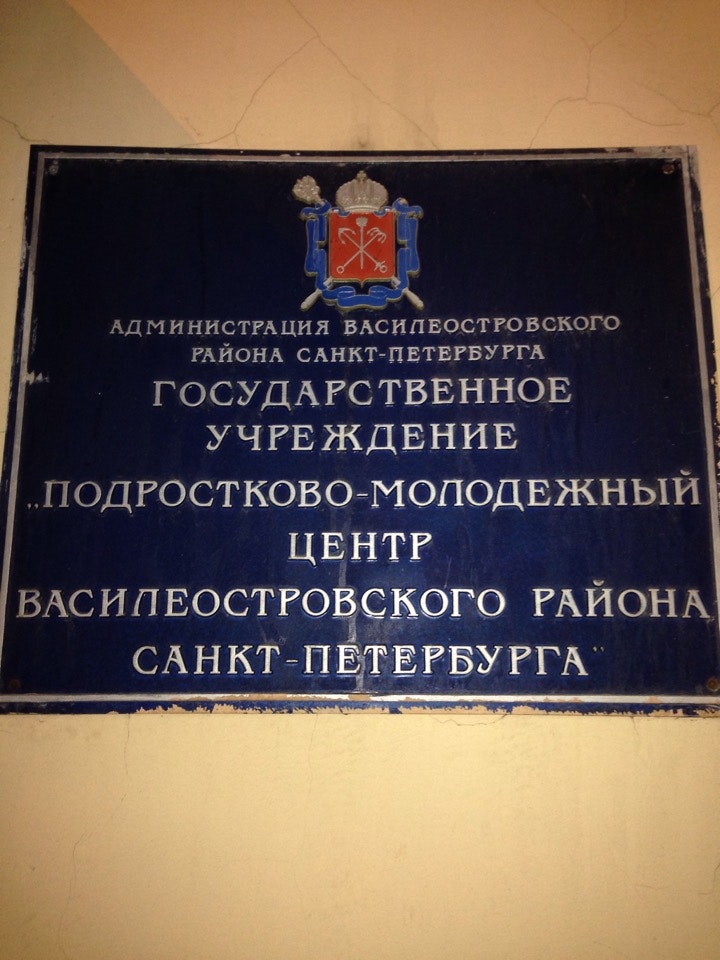 АДМИНИСТРАЦИЯ ВАСИЛЕОСТРОВСКОГО
РАЙОНА САНКТ-ПЕТЕРБУРГА
ГОСУДАРСТВЕННОЕ
УЧРЕЖДЕНИЕ
„ПОДРОСТКОВО-МОЛОДЕЖНЫЙ
ЦЕНТР
ВАСИЛЕОСТРОВСКОГО РАЙОНА
САНКТ-ПЕТЕРБУРГА"